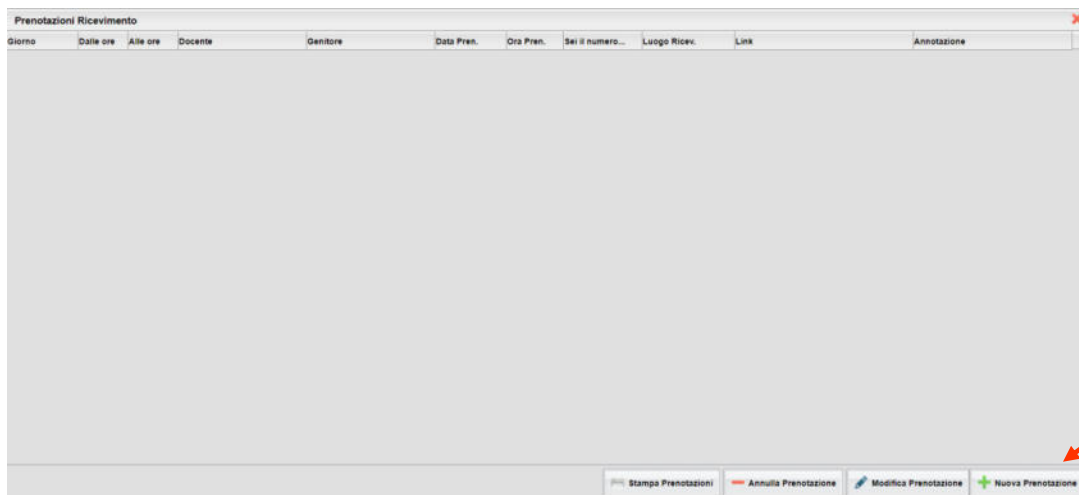 Prenotazioni Ricevimento
Giorno Dalle ore Alle ore Docente Genitore Data Pren. Ora Pren. Sei il numero... Luogo Ricev. Link Annotazione
Stampa Prenotazioni Annulla Prenotazione Modifica Prenotazione Nuova Prenotazione